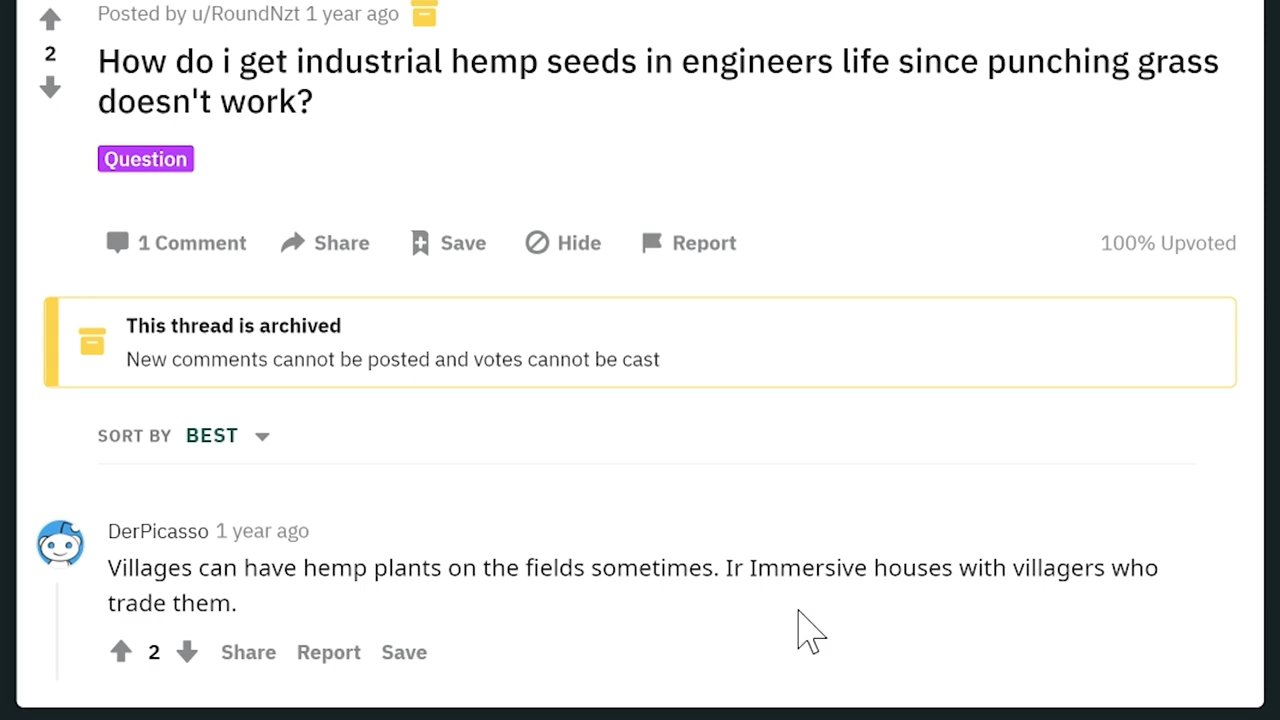 Posted by u/RoundNzt 1 year ago
2
How do i get industrial hemp seeds in engineers life since punching grass
doesn't work?
Question
1 Comment Share Save Hide Report 100% Upvoted
This thread is archived
New comments cannot be posted and votes cannot be cast
SORT BY BEST
DerPicasso 1 year ago
Villages can have hemp plants on the fields sometimes. Ir Immersive houses with villagers who
trade them.
2 Share Report Save